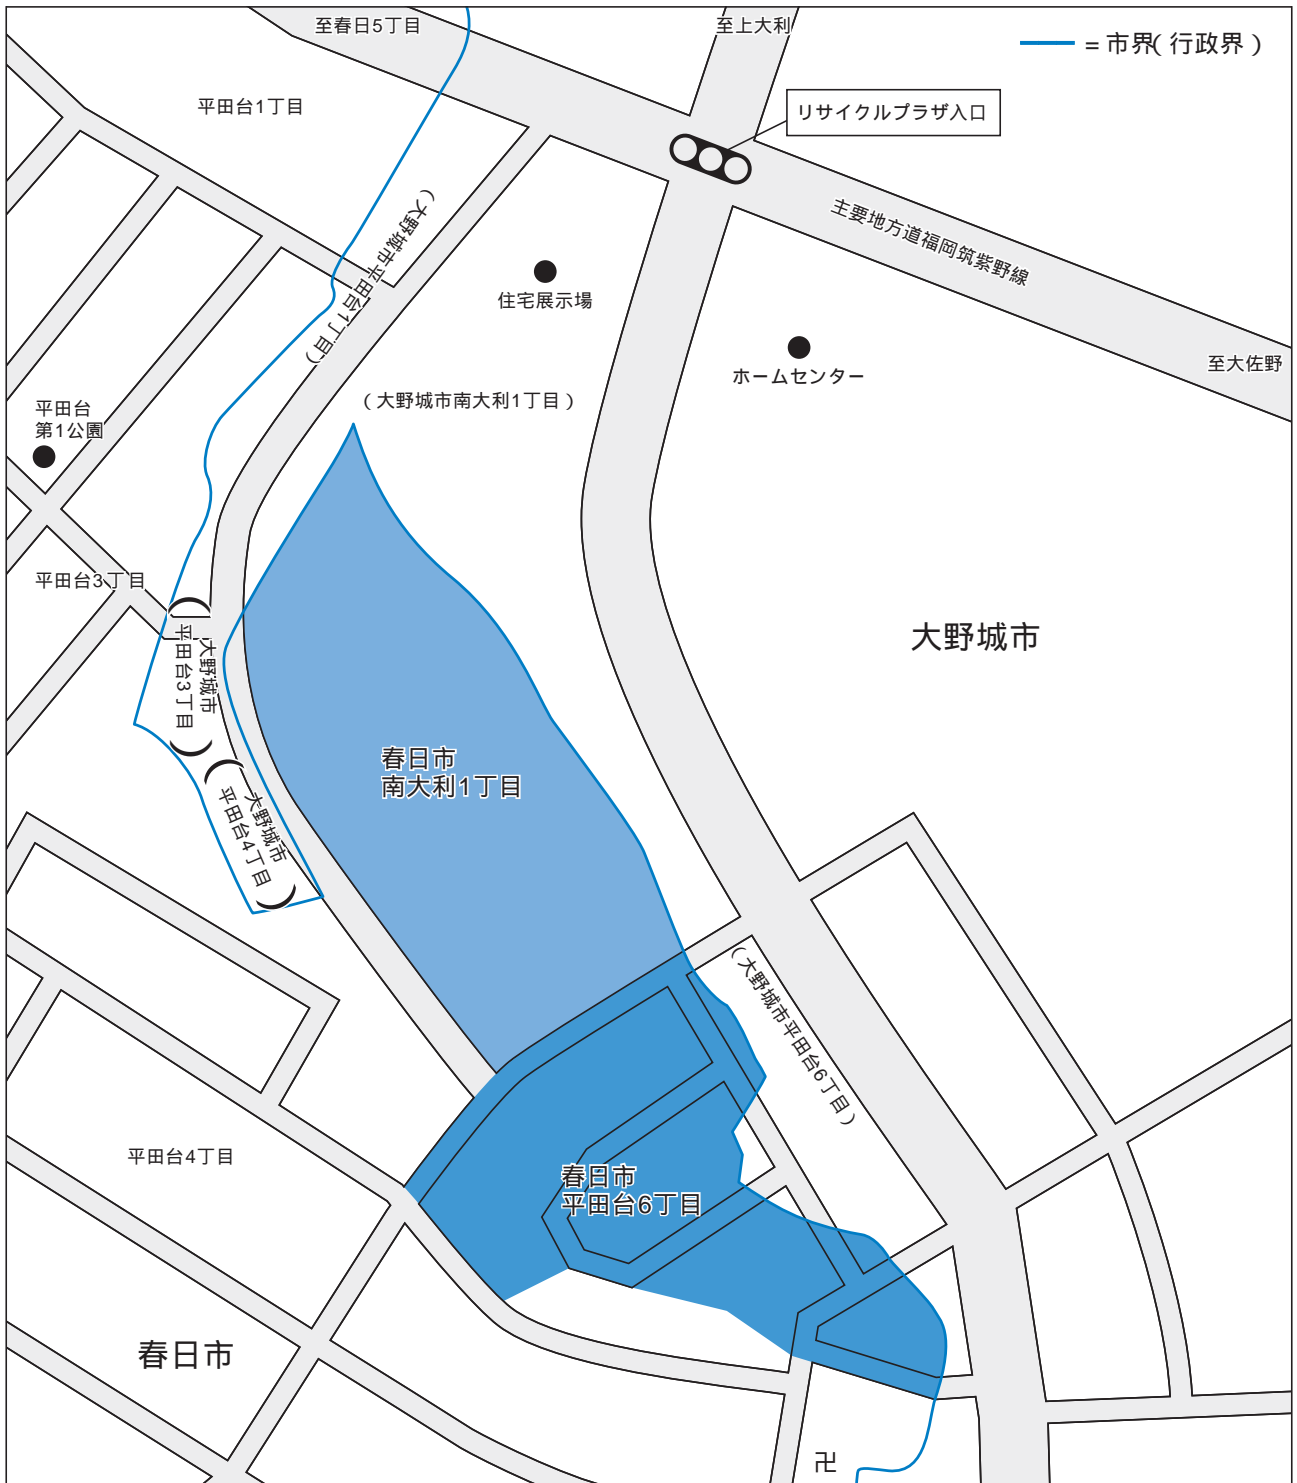 至春日5丁目
至上大利
= 市界( 行政界 )
平田台1丁目
リサイクルプラザ入口
(大野城市平田台1丁目)
主要地方道福岡筑紫野線
住宅展示場
ホームセンター
至大佐野
(大野城市南大利1丁目)
平田台
第1公園
平田台3丁目
大野城市
(大野城市
平田台3丁目)
春日市
南大利1丁目
(大野城市
平田台4丁目)
(大野城市平田台6丁目)
平田台4丁目
春日市
平田台6丁目
春日市
卍